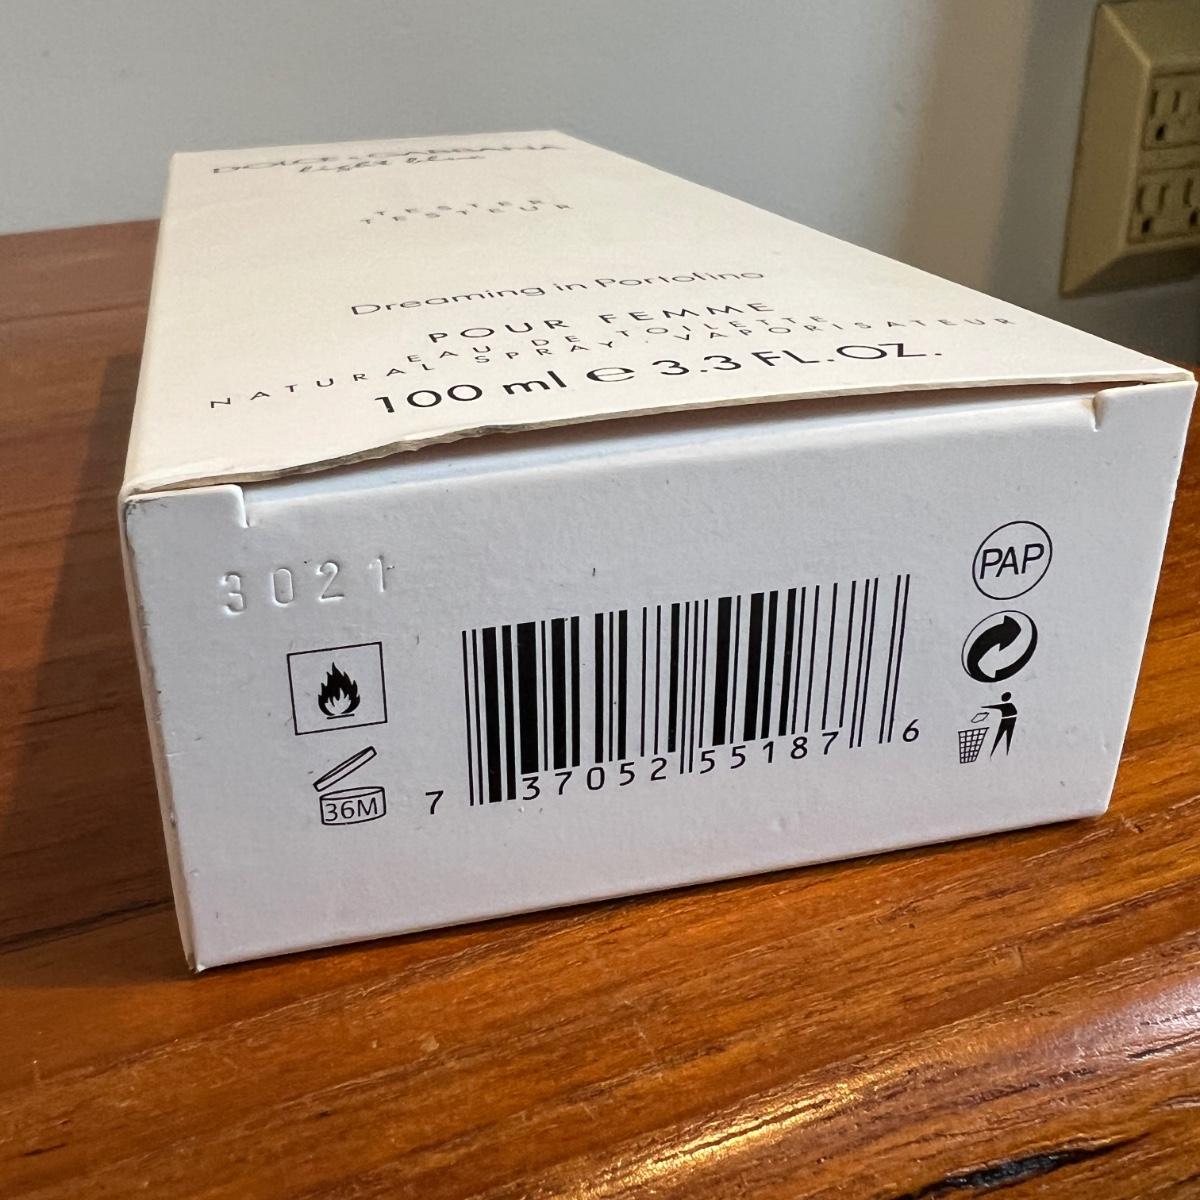 DOLCE & GABBANA
light blue
TESTER
TESTEUR
Dreaming in Portofino
POUR FEMME
EAU DE TOILETTE
NATURAL SPRAY · VAPORISATEUR
100 ml e 3.3 FL.OZ.
3021
PAP
36M
7 37052 55187 6